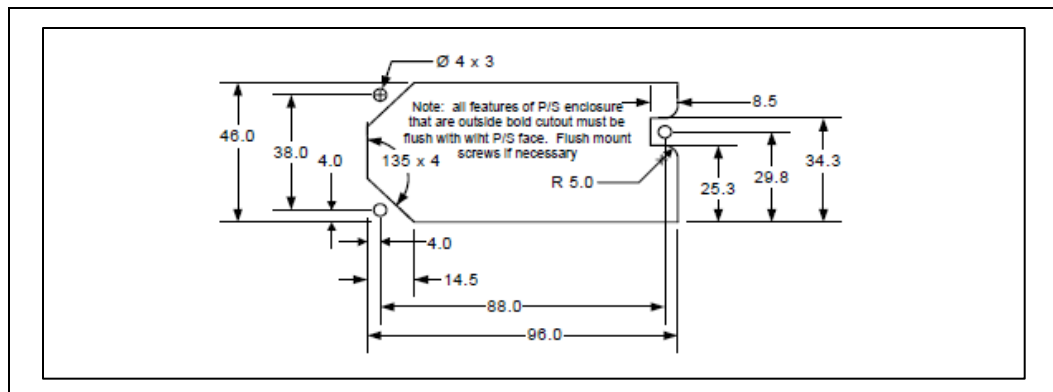 Ø 4 x 3
Note: all features of P/S enclosure
that are outside bold cutout must be
flush with wiht P/S face. Flush mount
screws if necessary
8.5
46.0
38.0
4.0
135 x 4
R 5.0
25.3
29.8
34.3
4.0
14.5
88.0
96.0